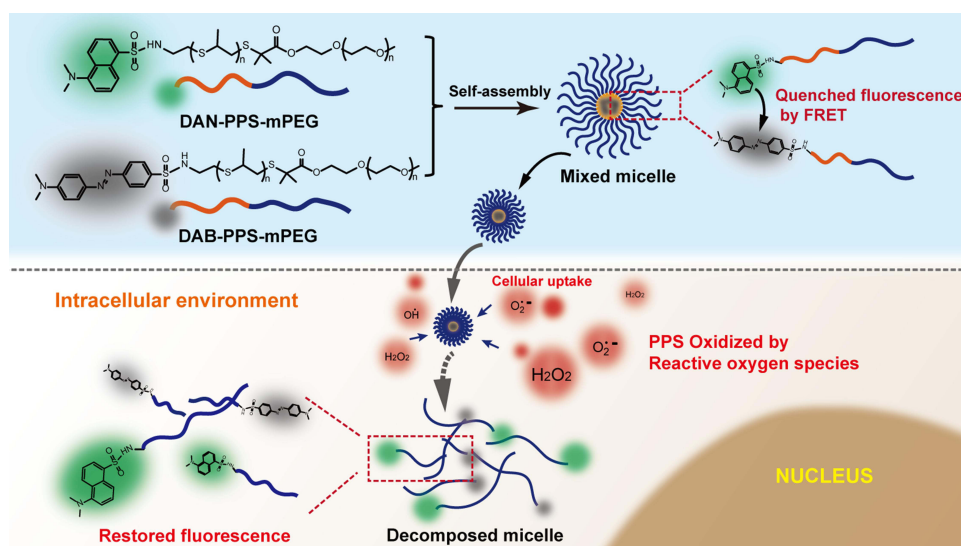 DAN-PPS-mPEG
DAB-PPS-mPEG
Self-assembly
Mixed micelle
Quenched fluorescence
by FRET
Intracellular environment
Cellular uptake
OH•
O2•-
H2O2
H2O2
H2O2
O2•-
PPS Oxidized by
Reactive oxygen species
NUCLEUS
Restored fluorescence
Decomposed micelle